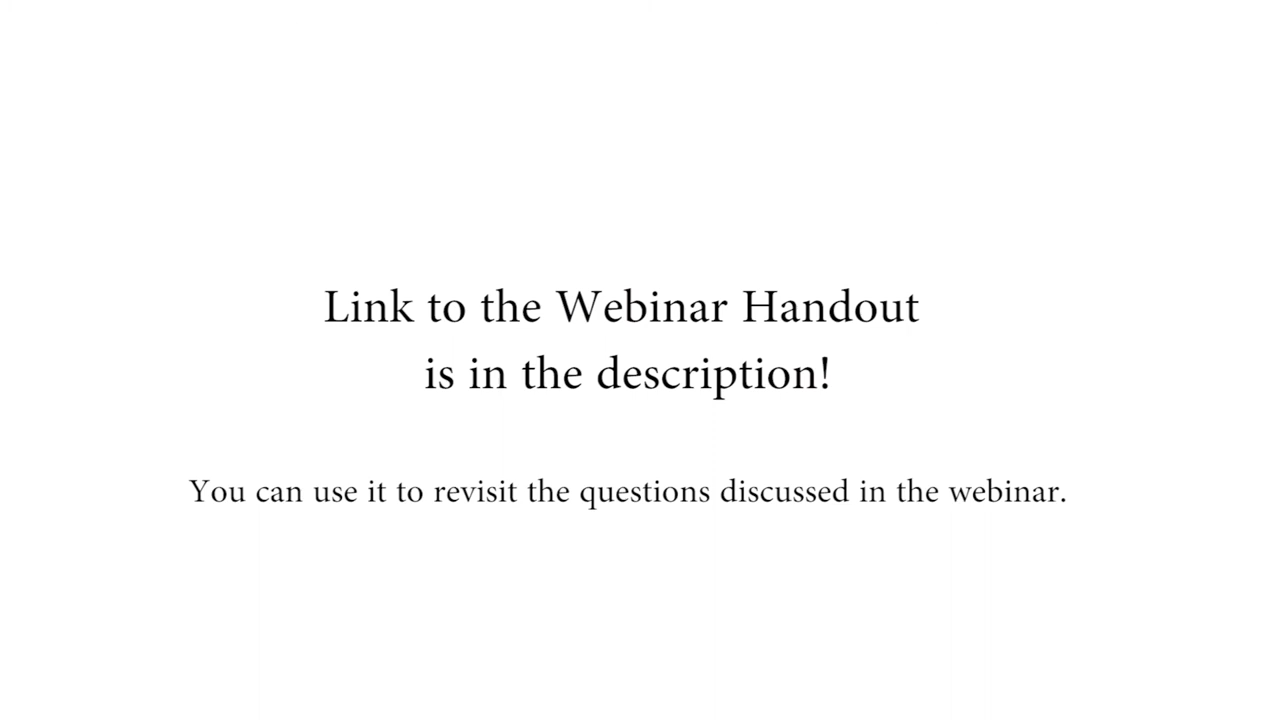 Link to the Webinar Handout
is in the description!
You can use it to revisit the questions discussed in the webinar.